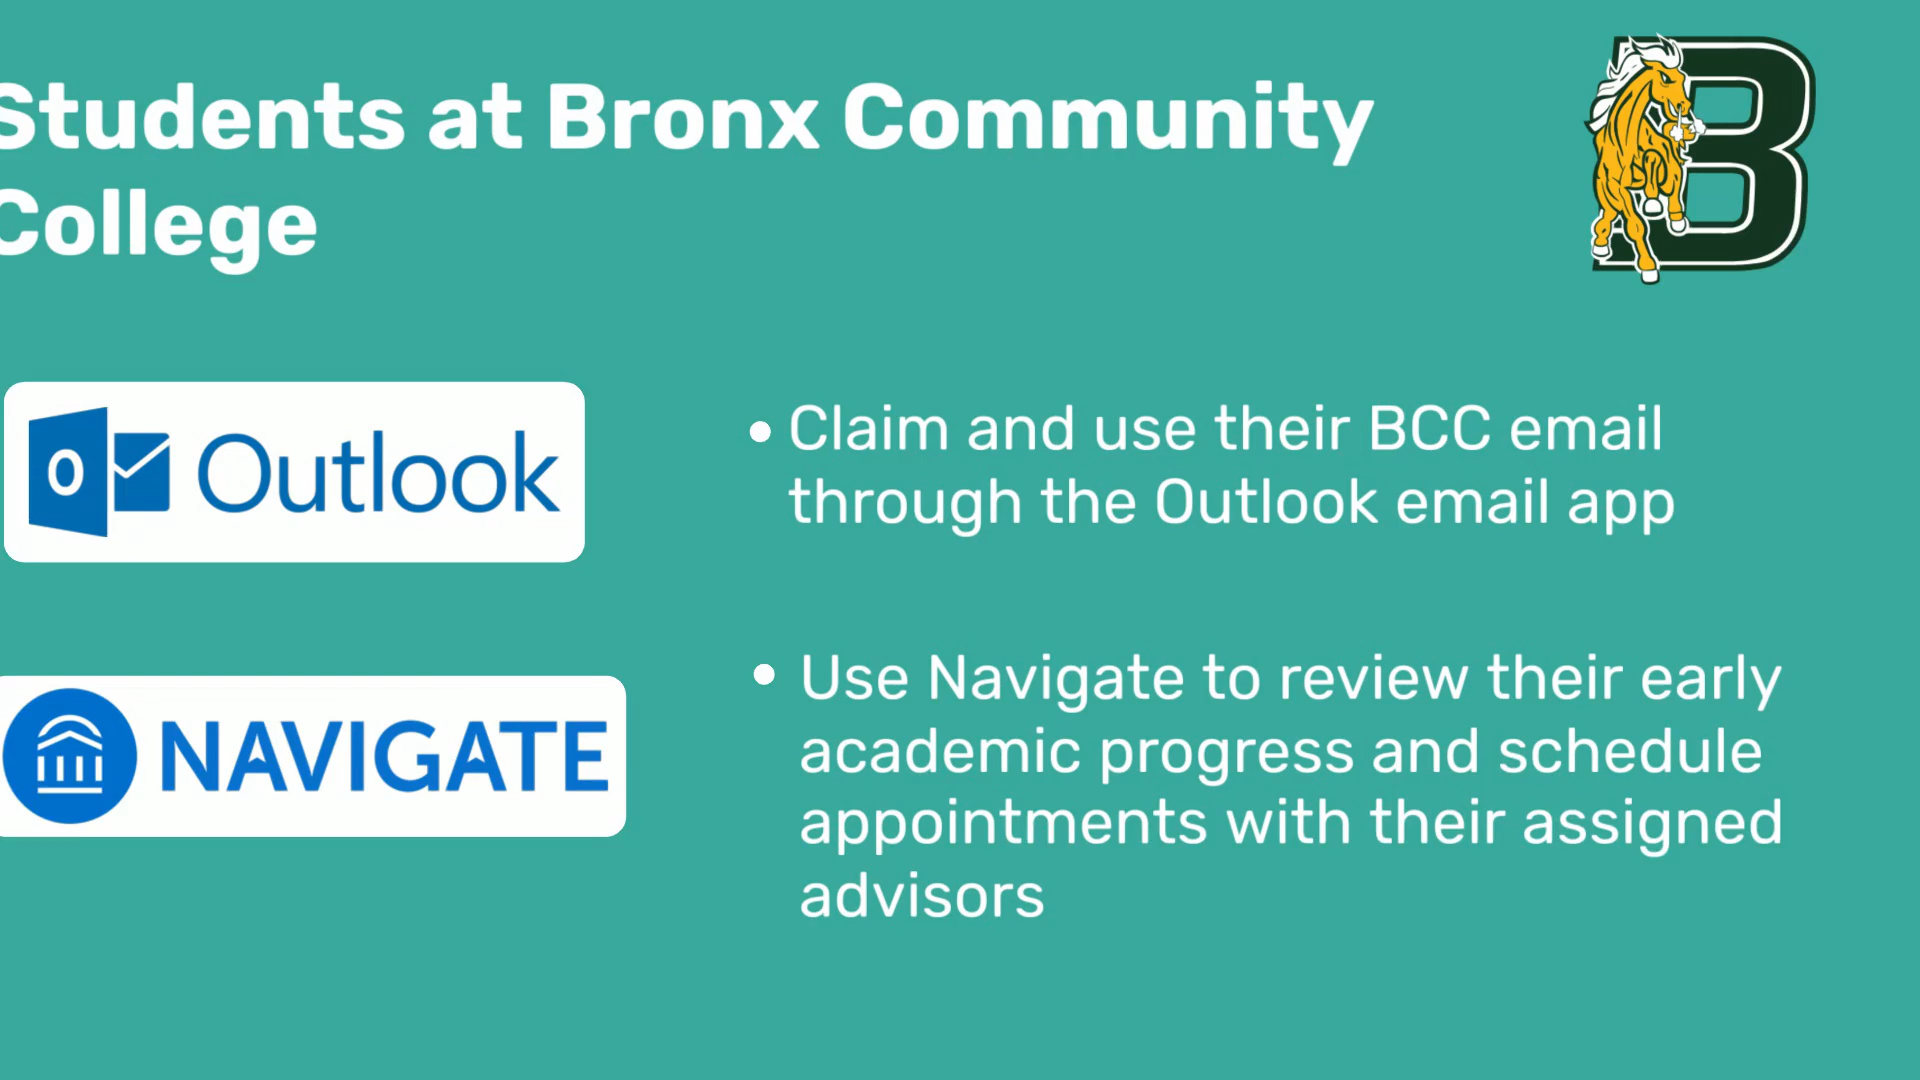 Students at Bronx Community
College
B
O Outlook
Claim and use their BCC email
through the Outlook email app
NAVIGATE
Use Navigate to review their early
academic progress and schedule
appointments with their assigned
advisors